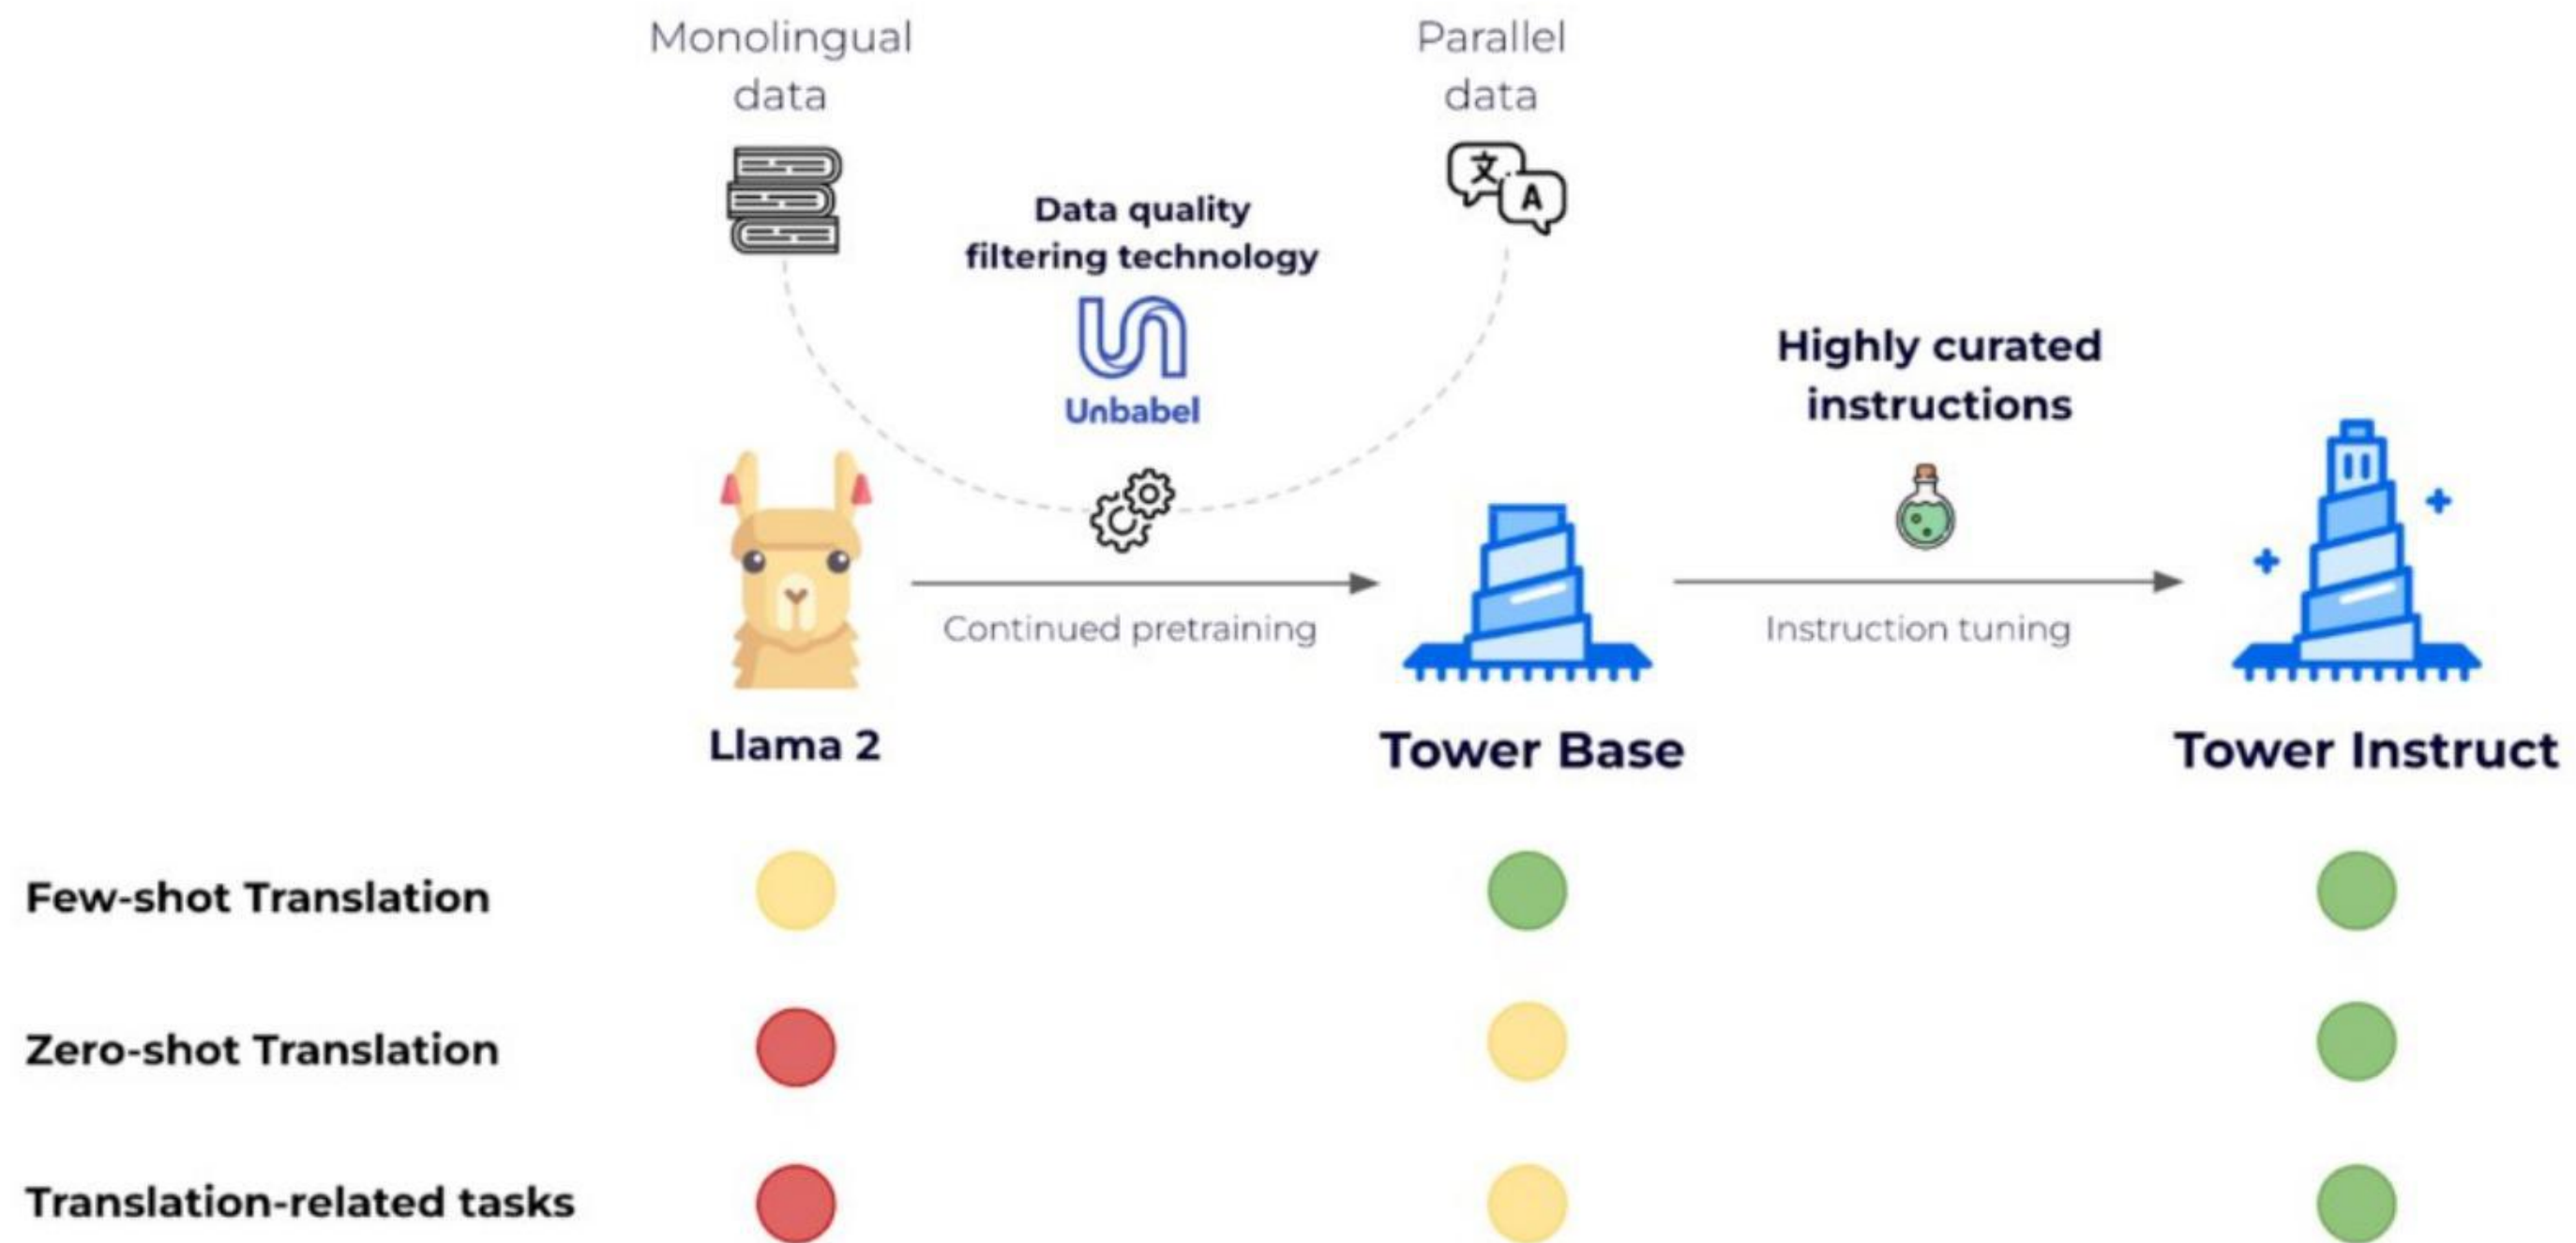 Monolingual
data
Parallel
data
文
A
Data quality
filtering technology
Unbabel
Highly curated
instructions
Continued pretraining
Instruction tuning
Llama 2
Tower Base
Tower Instruct
Few-shot Translation
Zero-shot Translation
Translation-related tasks